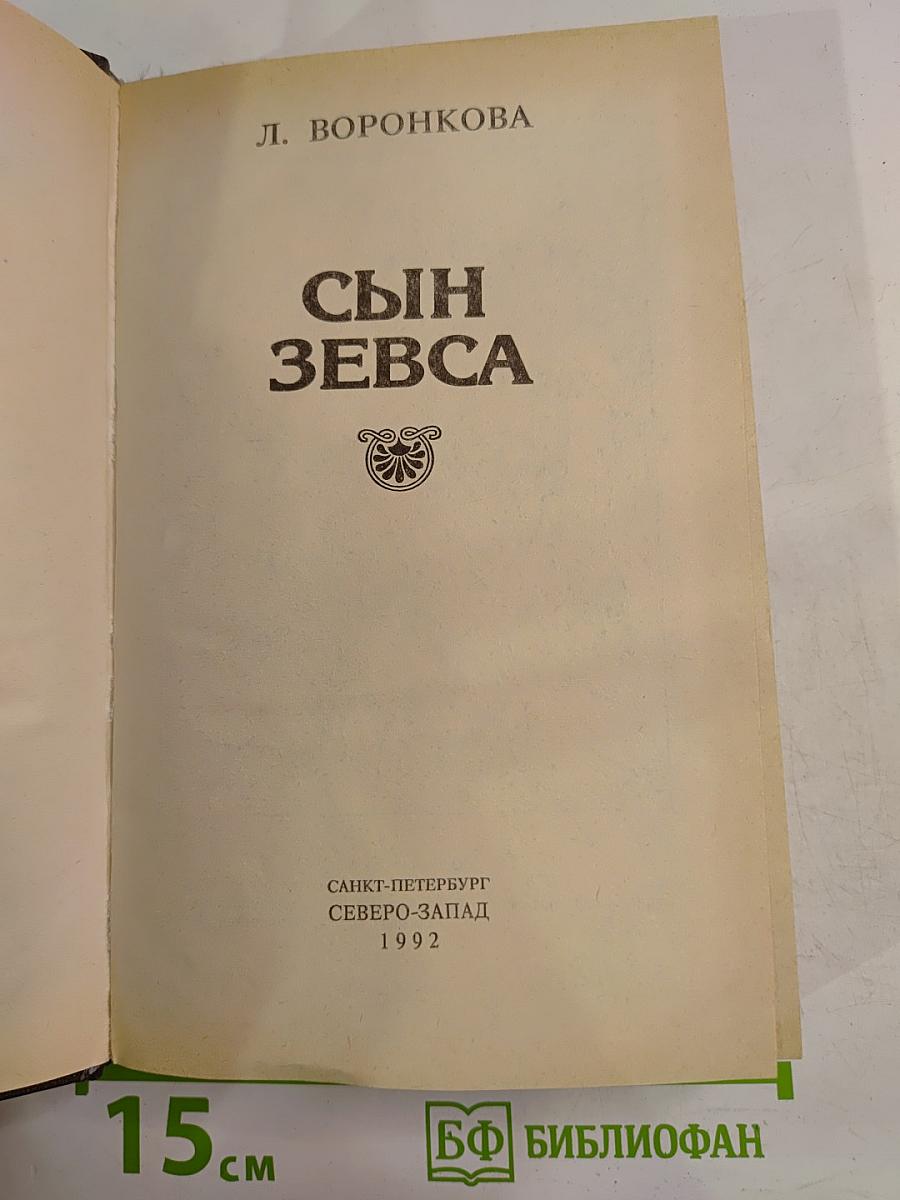 Л. ВОРОНКОВА
СЫН
ЗЕВСА
САНКТ-ПЕТЕРБУРГ
СЕВЕРО-ЗАПАД
1992
15 см
БФ БИБЛИОФАН